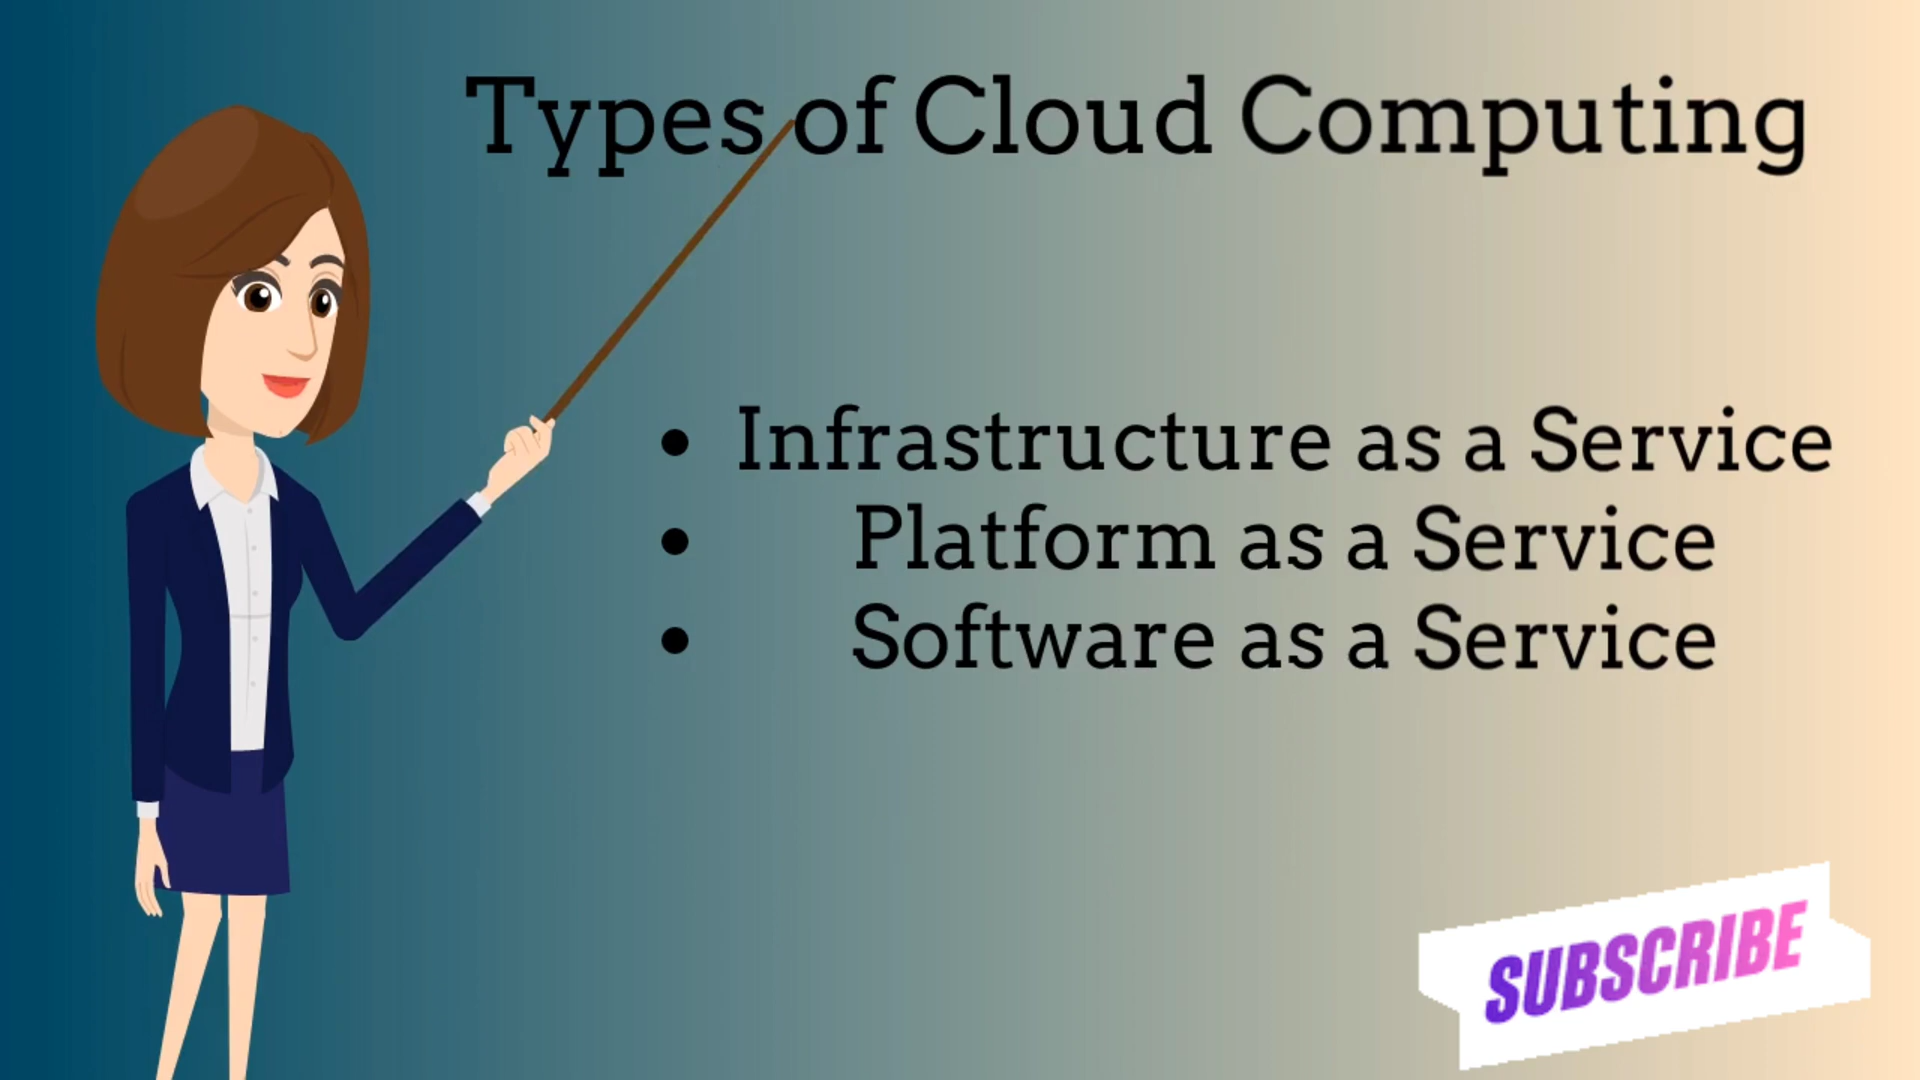 Types of Cloud Computing
• Infrastructure as a Service
• Platform as a Service
• Software as a Service
SUBSCRIBE